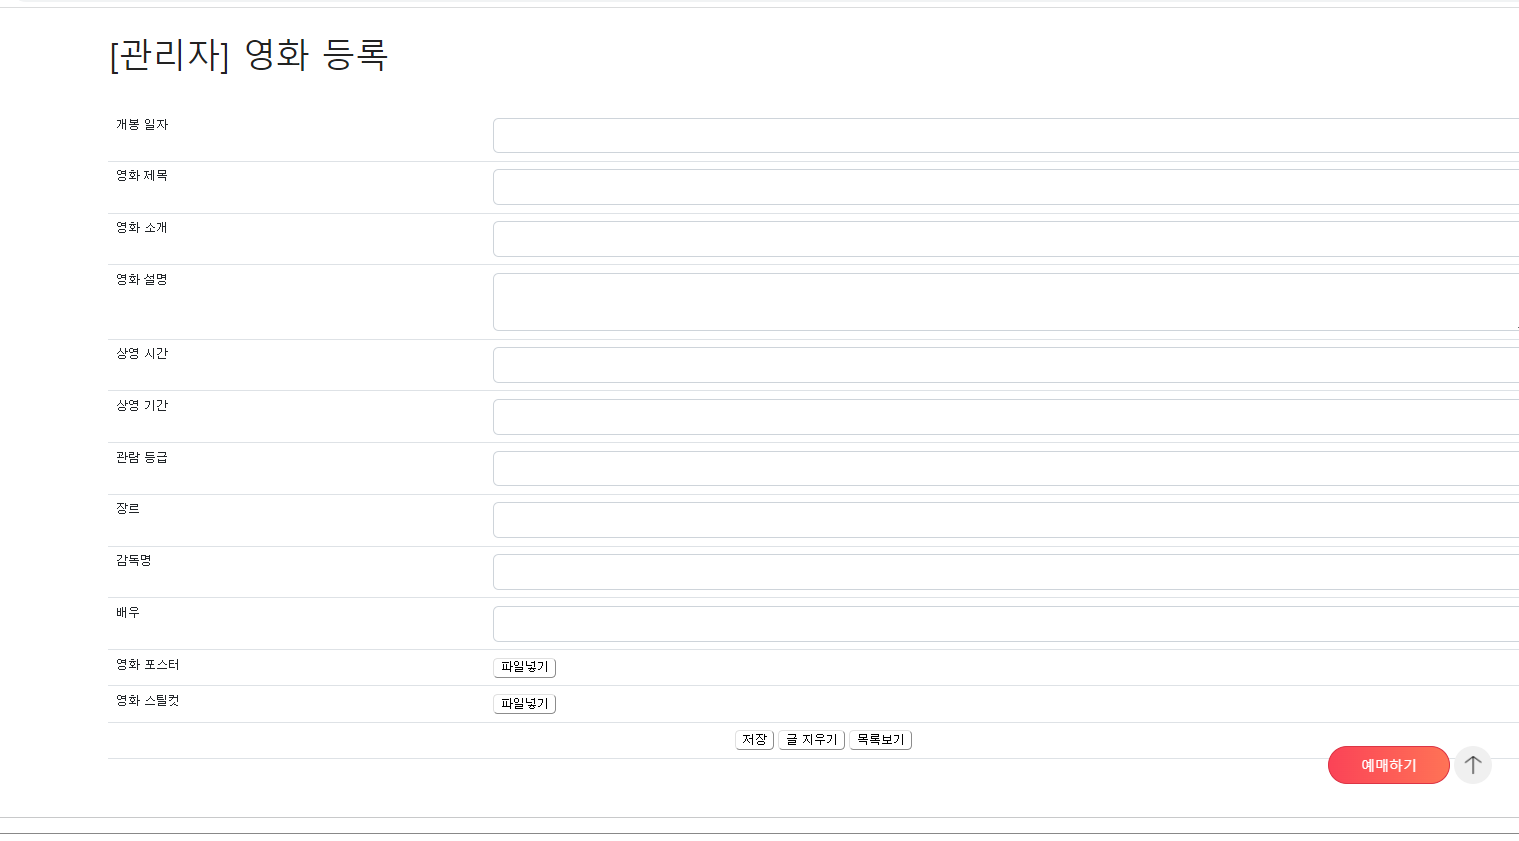 [관리자] 영화 등록
개봉 일자
영화 제목
영화 소개
영화 설명
상영 시간
상영 기간
관람 등급
장르
감독명
배우
영화 포스터 파일넣기
영화 스틸컷 파일넣기
저장 글 지우기 목록보기
예매하기